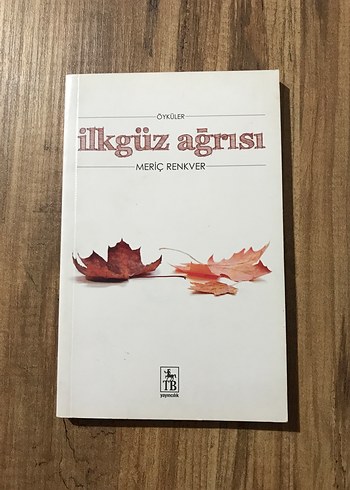 ÖYKÜLER
ilkgüz ağrısı
MERİÇ RENKVER
TB
yayıncılık